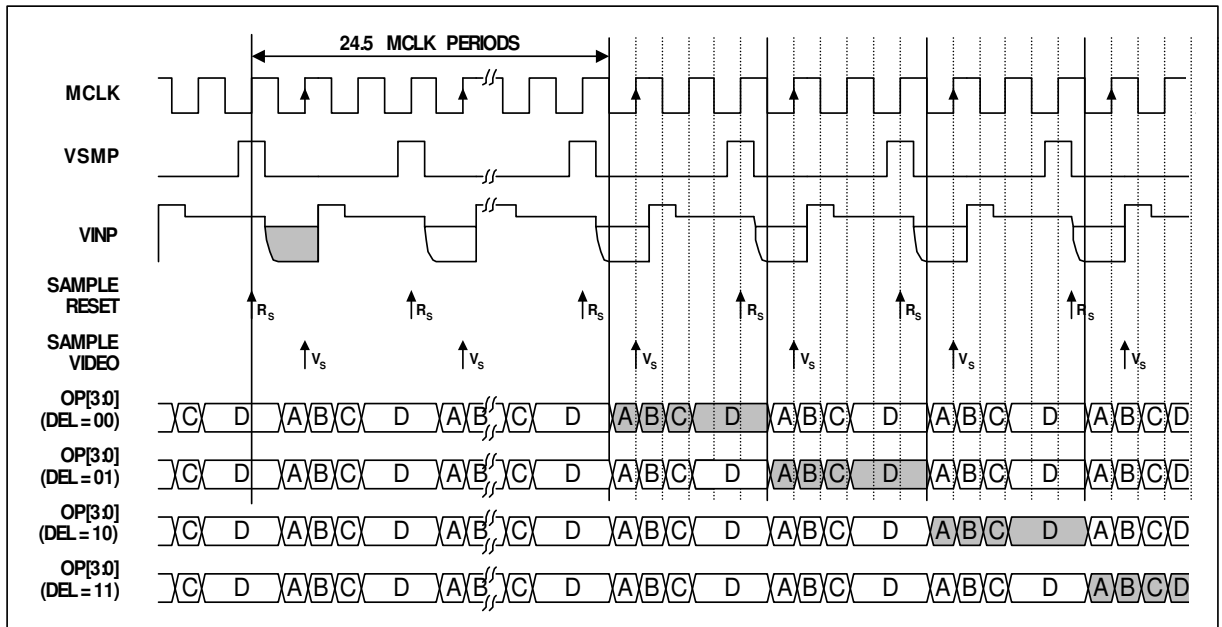 24.5 MCLK PERIODS
MCLK
VSMP
VINP
SAMPLE
RESET
R_S R_S R_S R_S R_S R_S
SAMPLE
VIDEO
V_S V_S V_S V_S V_S V_S
OP[3:0]
(DEL = 00)
C D A B C D A B C D A B C D A B C D A B C D A B C D
OP[3:0]
(DEL = 01)
C D A B C D A B C D A B C D A B C D A B C D A B C D
OP[3:0]
(DEL = 10)
C D A B C D A B C D A B C D A B C D A B C D A B C D
OP[3:0]
(DEL = 11)
C D A B C D A B C D A B C D A B C D A B C D A B C D